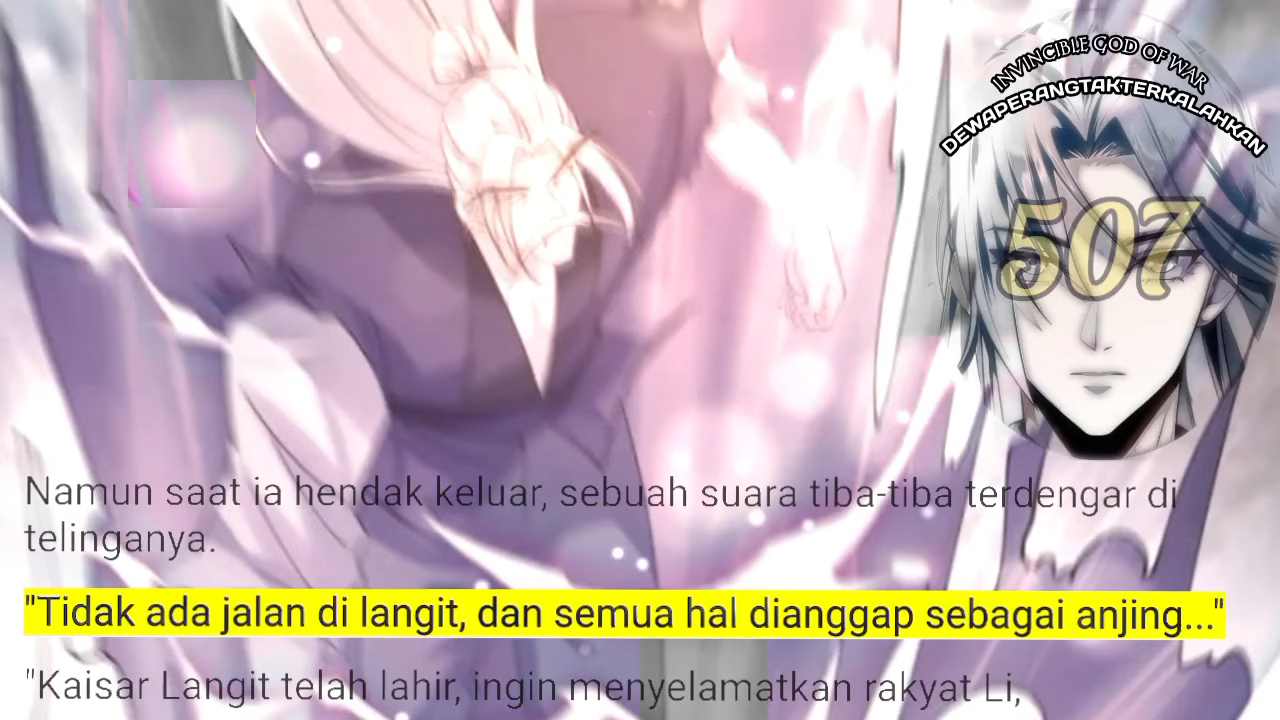 INVINCIBLE GOD OF WAR
DEWAPERANGTAKTERKALAHKAN
507
Namun saat ia hendak keluar, sebuah suara tiba-tiba terdengar di
telinganya.
"Tidak ada jalan di langit, dan semua hal dianggap sebagai anjing..."
"Kaisar Langit telah lahir, ingin menyelamatkan rakyat Li,